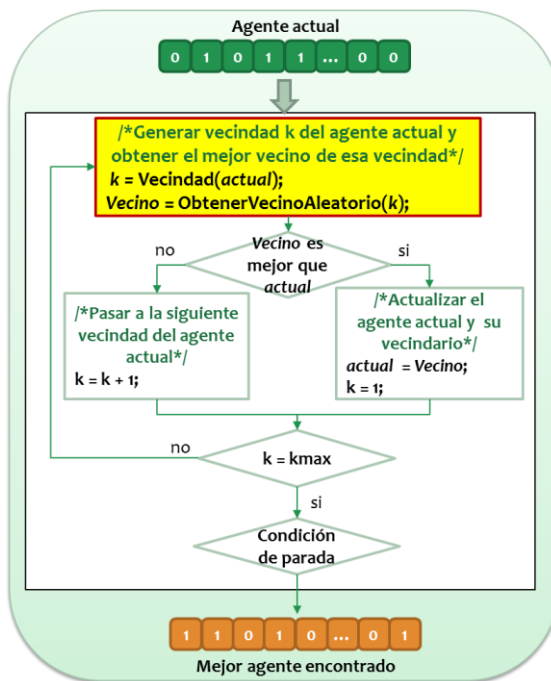 Agente actual
0 1 0 1 1 ... 0 0
/*Generar vecindad k del agente actual y
obtener el mejor vecino de esa vecindad*/
k = Vecindad(actual);
Vecino = ObtenerVecinoAleatorio(k);
no
Vecino es
mejor que
actual
si
/*Pasar a la siguiente
vecindad del agente
actual*/
k = k + 1;
/*Actualizar el
agente actual y su
vecindario*/
actual = Vecino;
k = 1;
no
k = kmax
si
Condición
de parada
1 1 0 1 0 ... 0 1
Mejor agente encontrado